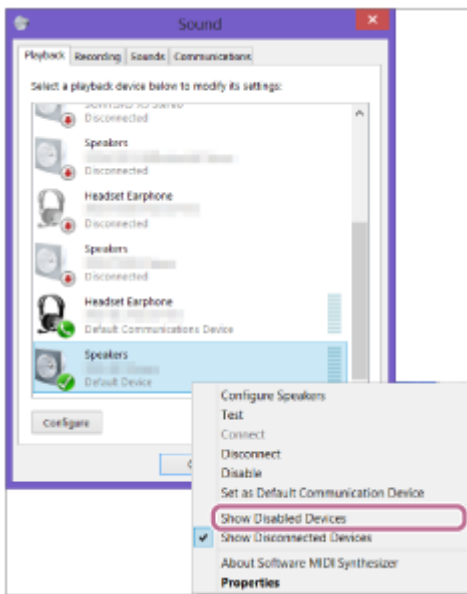 Sound
Playback Recording Sounds Communications
Select a playback device below to modify its settings:
Disconnected
Speakers
Disconnected
Headset Earphone
Disconnected
Speakers
Disconnected
Headset Earphone
Default Communications Device
Speakers
Default Device
Configure
Configure Speakers
Test
Connect
Disconnect
Disable
Set as Default Communication Device
Show Disabled Devices
Show Disconnected Devices
About Software MIDI Synthesizer
Properties